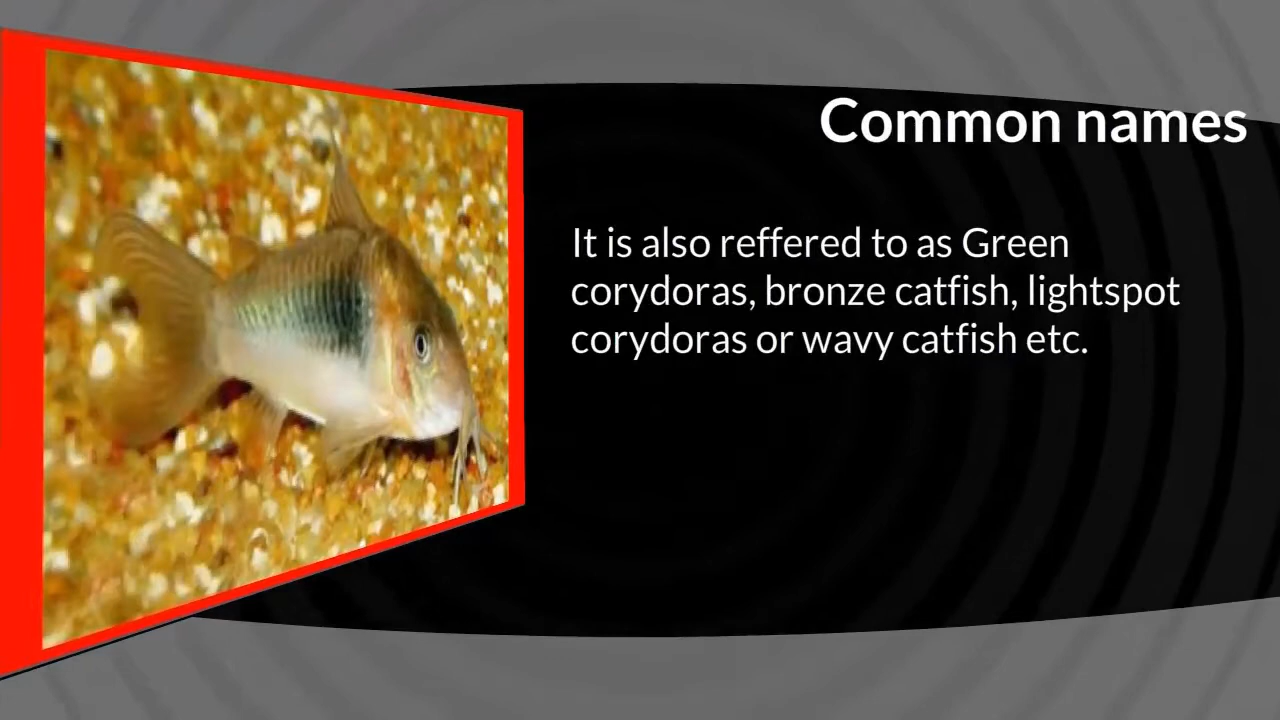 Common names
It is also reffered to as Green
corydoras, bronze catfish, lightspot
corydoras or wavy catfish etc.